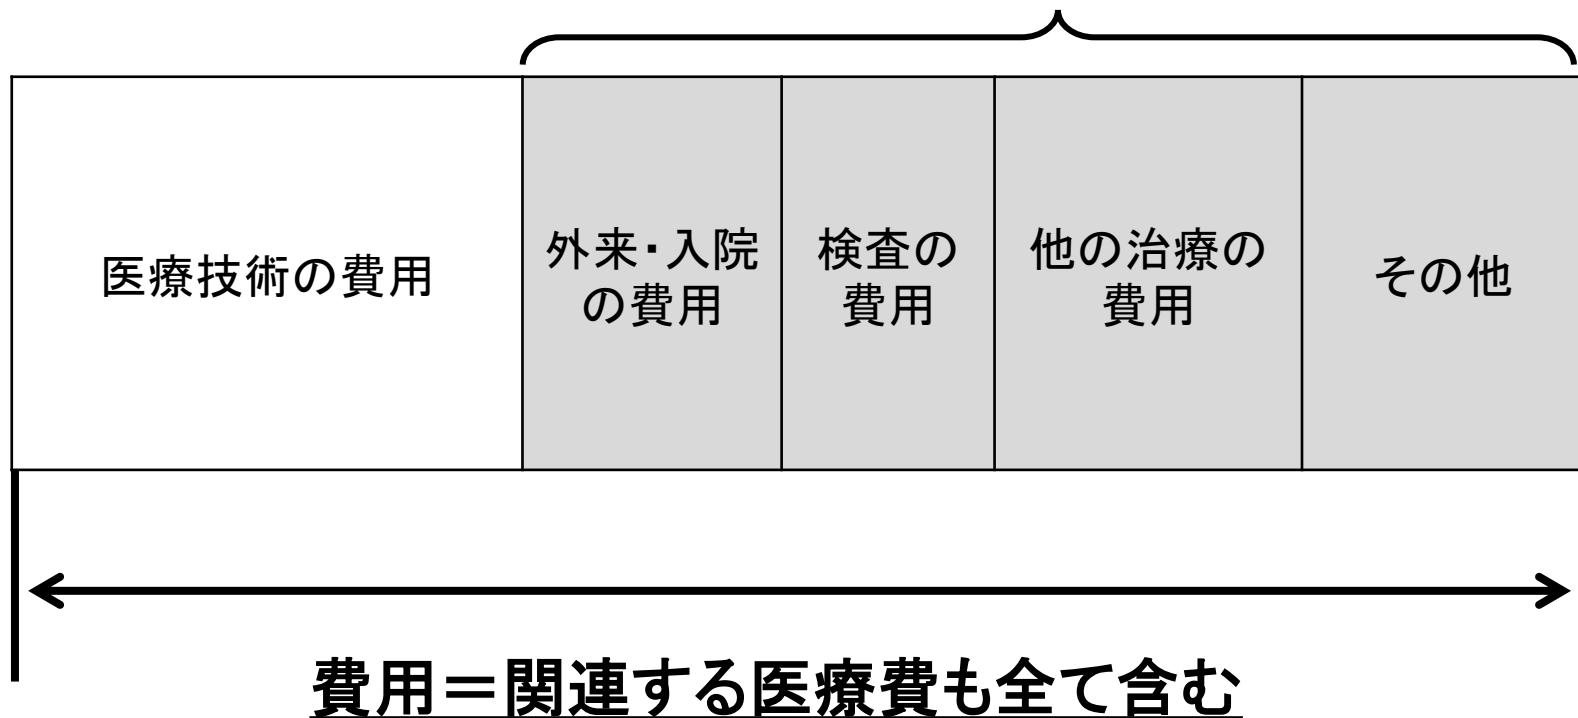 医療技術の費用
外来・入院
の費用
検査の
費用
他の治療の
費用
その他
費用＝関連する医療費も全て含む